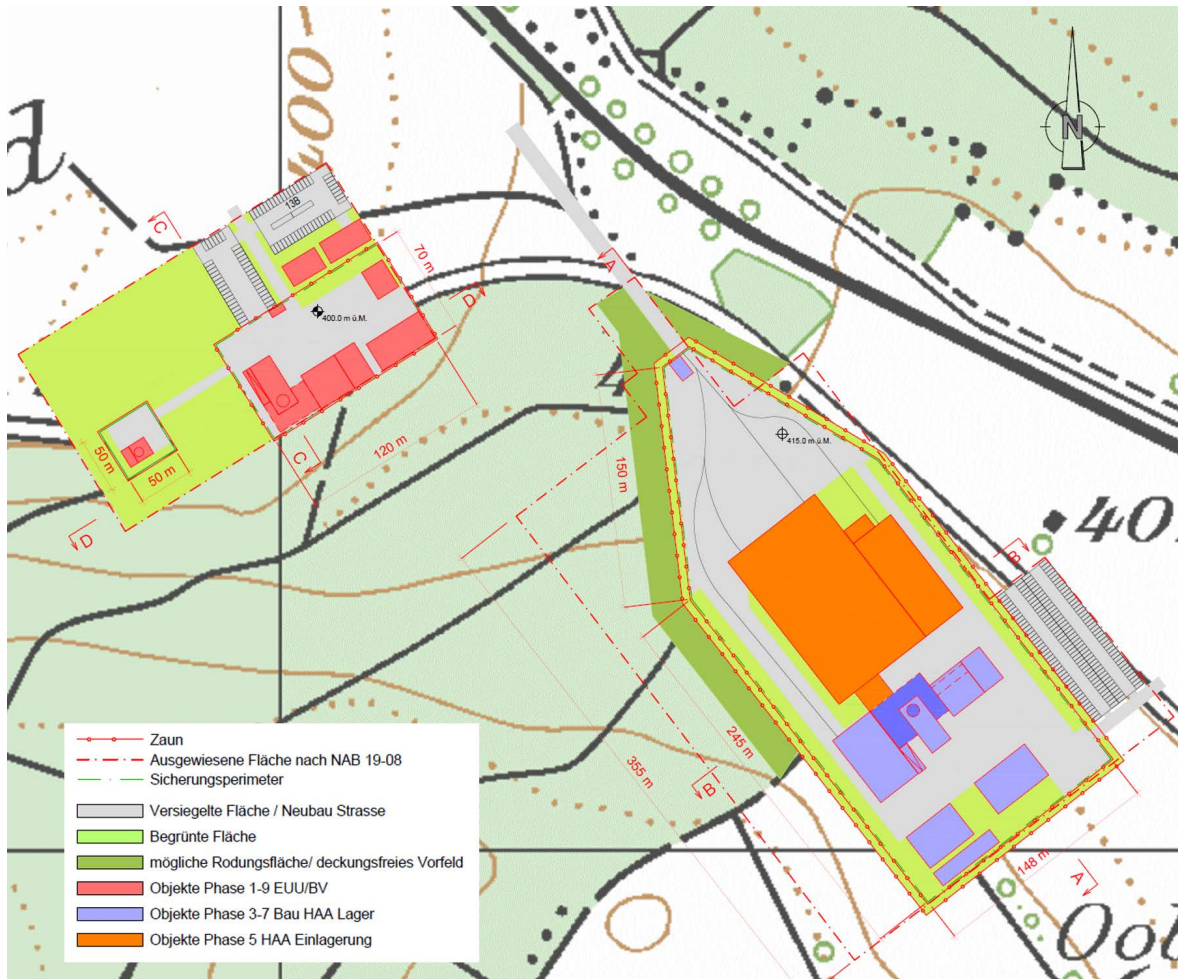 400
N
13B
C
A
70 m
D
400.0 m ü.M.
415.0 m ü.M.
150 m
120 m
C
50 m
50 m
D
B
245 m
355 m
B
148 m
A
Zaun
Ausgewiesene Fläche nach NAB 19-08
Sicherungsperimeter
Versiegelte Fläche / Neubau Strasse
Begrünte Fläche
mögliche Rodungsfläche/ deckungsfreies Vorfeld
Objekte Phase 1-9 EUU/BV
Objekte Phase 3-7 Bau HAA Lager
Objekte Phase 5 HAA Einlagerung